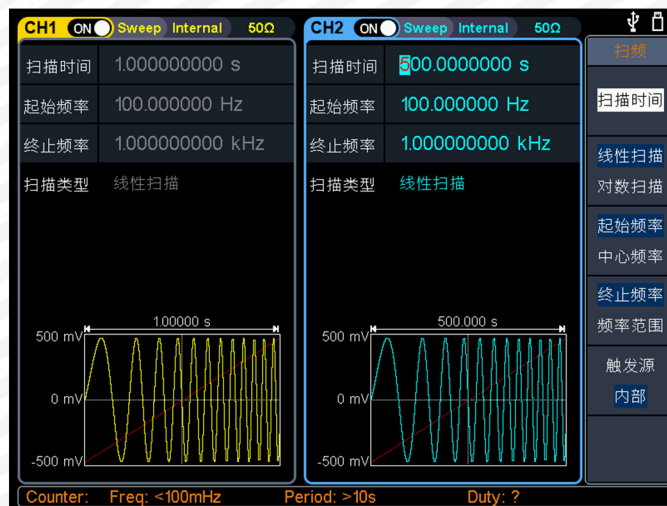 CH1 ON Sweep Internal 50Ω
扫描时间 1.000000000 s
起始频率 100.000000 Hz
终止频率 1.000000000 kHz
扫描类型 线性扫描
1.00000 s
500 mV
0 mV
-500 mV
CH2 ON Sweep Internal 50Ω
扫描时间 500.0000000 s
起始频率 100.000000 Hz
终止频率 1.000000000 kHz
扫描类型 线性扫描
500.000 s
500 mV
0 mV
-500 mV
扫频
扫描时间
线性扫描
对数扫描
起始频率
中心频率
终止频率
频率范围
触发源
内部
Counter: Freq: <100mHz Period: >10s Duty: ?